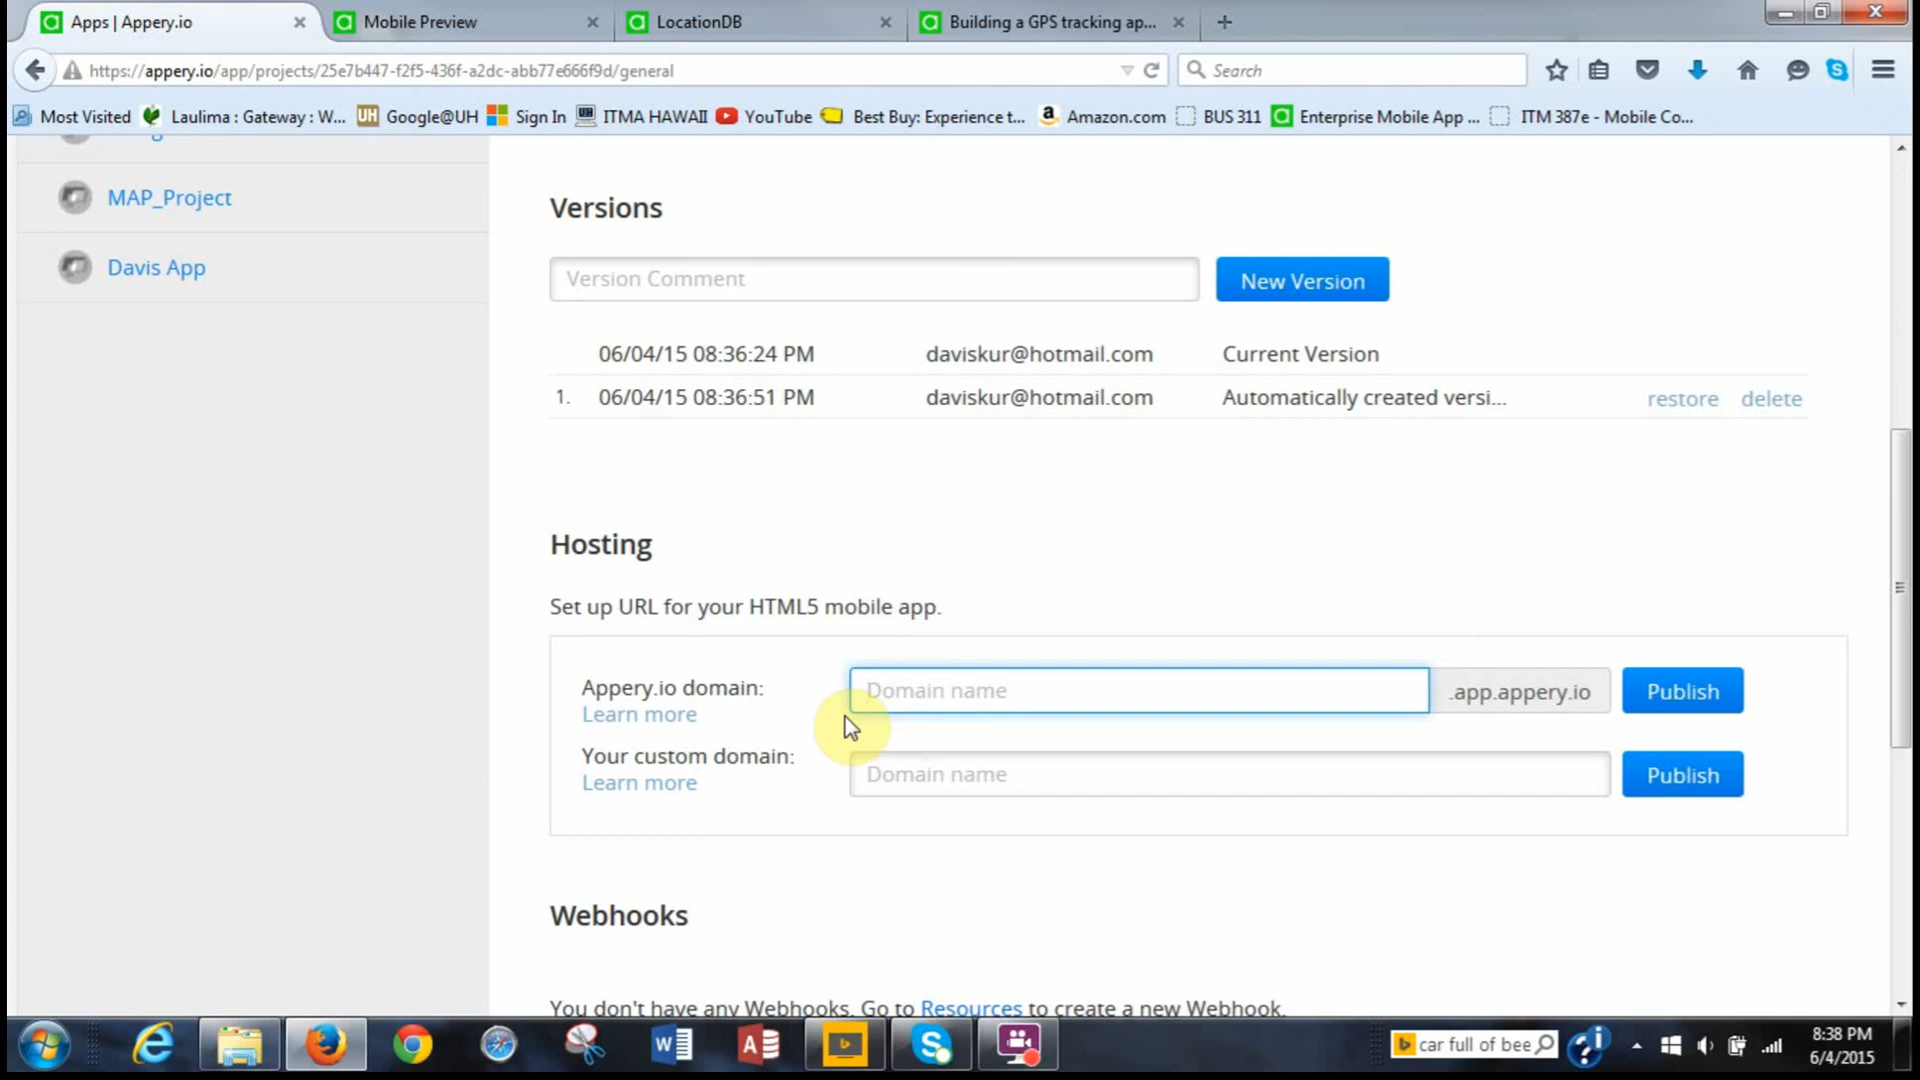 Apps | Appery.io
Mobile Preview
LocationDB
Building a GPS tracking ap...
https://appery.io/app/projects/25e7b447-f2f5-436f-a2dc-abb77e666f9d/general
Search
Most Visited
Laulima : Gateway : W...
UH Google@UH
Sign In
ITMA HAWAII
YouTube
Best Buy: Experience t...
Amazon.com
BUS 311
Enterprise Mobile App ...
ITM 387e - Mobile Co...
MAP_Project
Davis App
Versions
Version Comment
New Version
06/04/15 08:36:24 PM daviskur@hotmail.com Current Version
1. 06/04/15 08:36:51 PM daviskur@hotmail.com Automatically created versi... restore delete
Hosting
Set up URL for your HTML5 mobile app.
Appery.io domain: Domain name .app.appery.io Publish
Learn more
Your custom domain: Domain name Publish
Learn more
Webhooks
You don't have any Webhooks. Go to Resources to create a new Webhook.
car full of bee
8:38 PM
6/4/2015